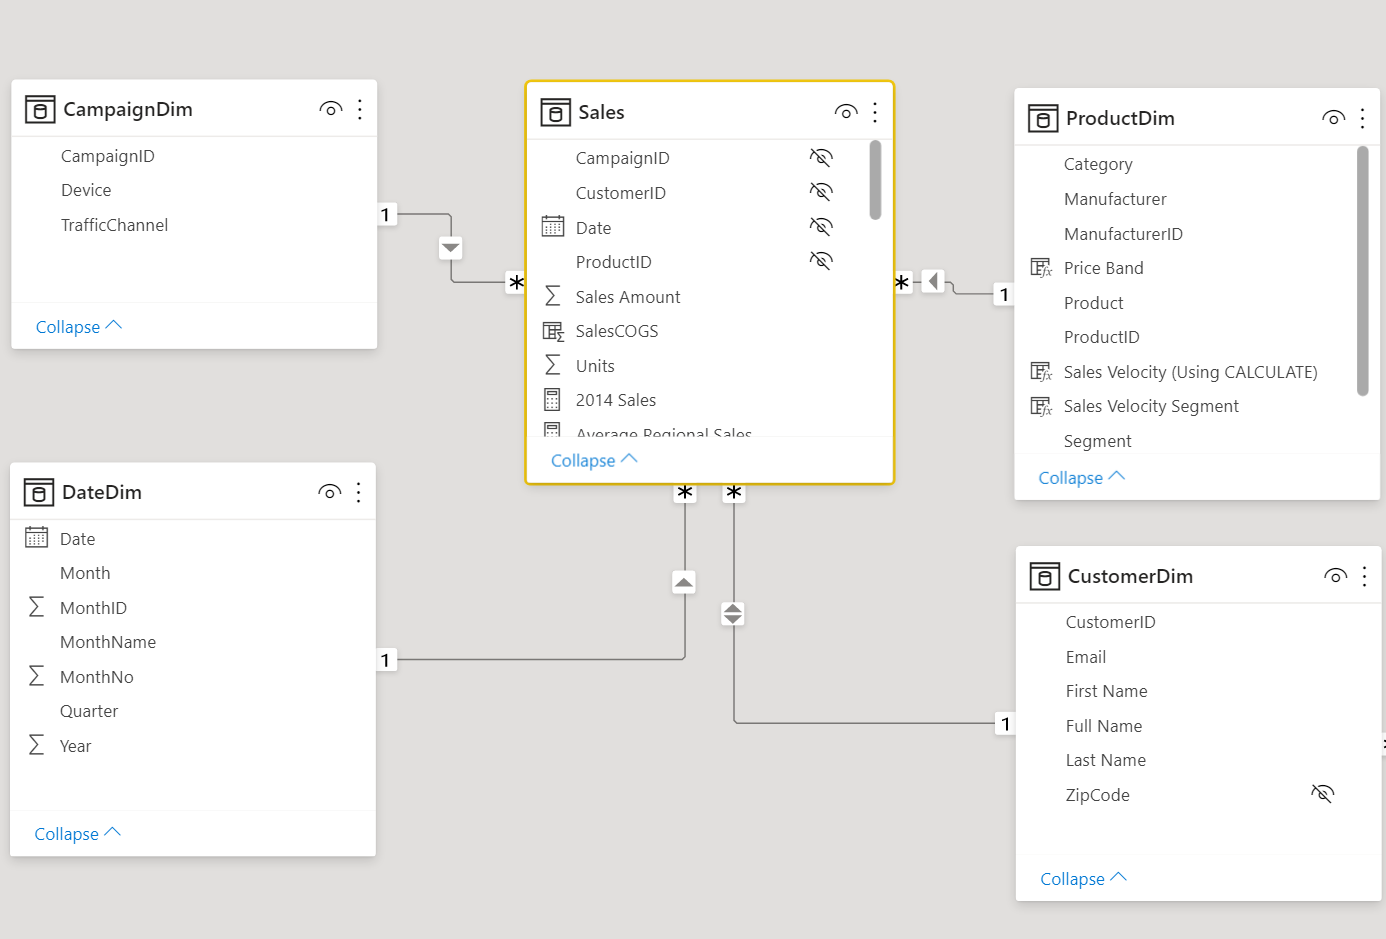 CampaignDim
CampaignID
Device
TrafficChannel
Collapse
1
*
Sales
CampaignID
CustomerID
Date
ProductID
Sales Amount
SalesCOGS
Units
2014 Sales
Average Regional Sales
Collapse
*
1
ProductDim
Category
Manufacturer
ManufacturerID
Price Band
Product
ProductID
Sales Velocity (Using CALCULATE)
Sales Velocity Segment
Segment
Collapse
*
*
DateDim
Date
Month
MonthID
MonthName
MonthNo
Quarter
Year
Collapse
1
1
CustomerDim
CustomerID
Email
First Name
Full Name
Last Name
ZipCode
Collapse